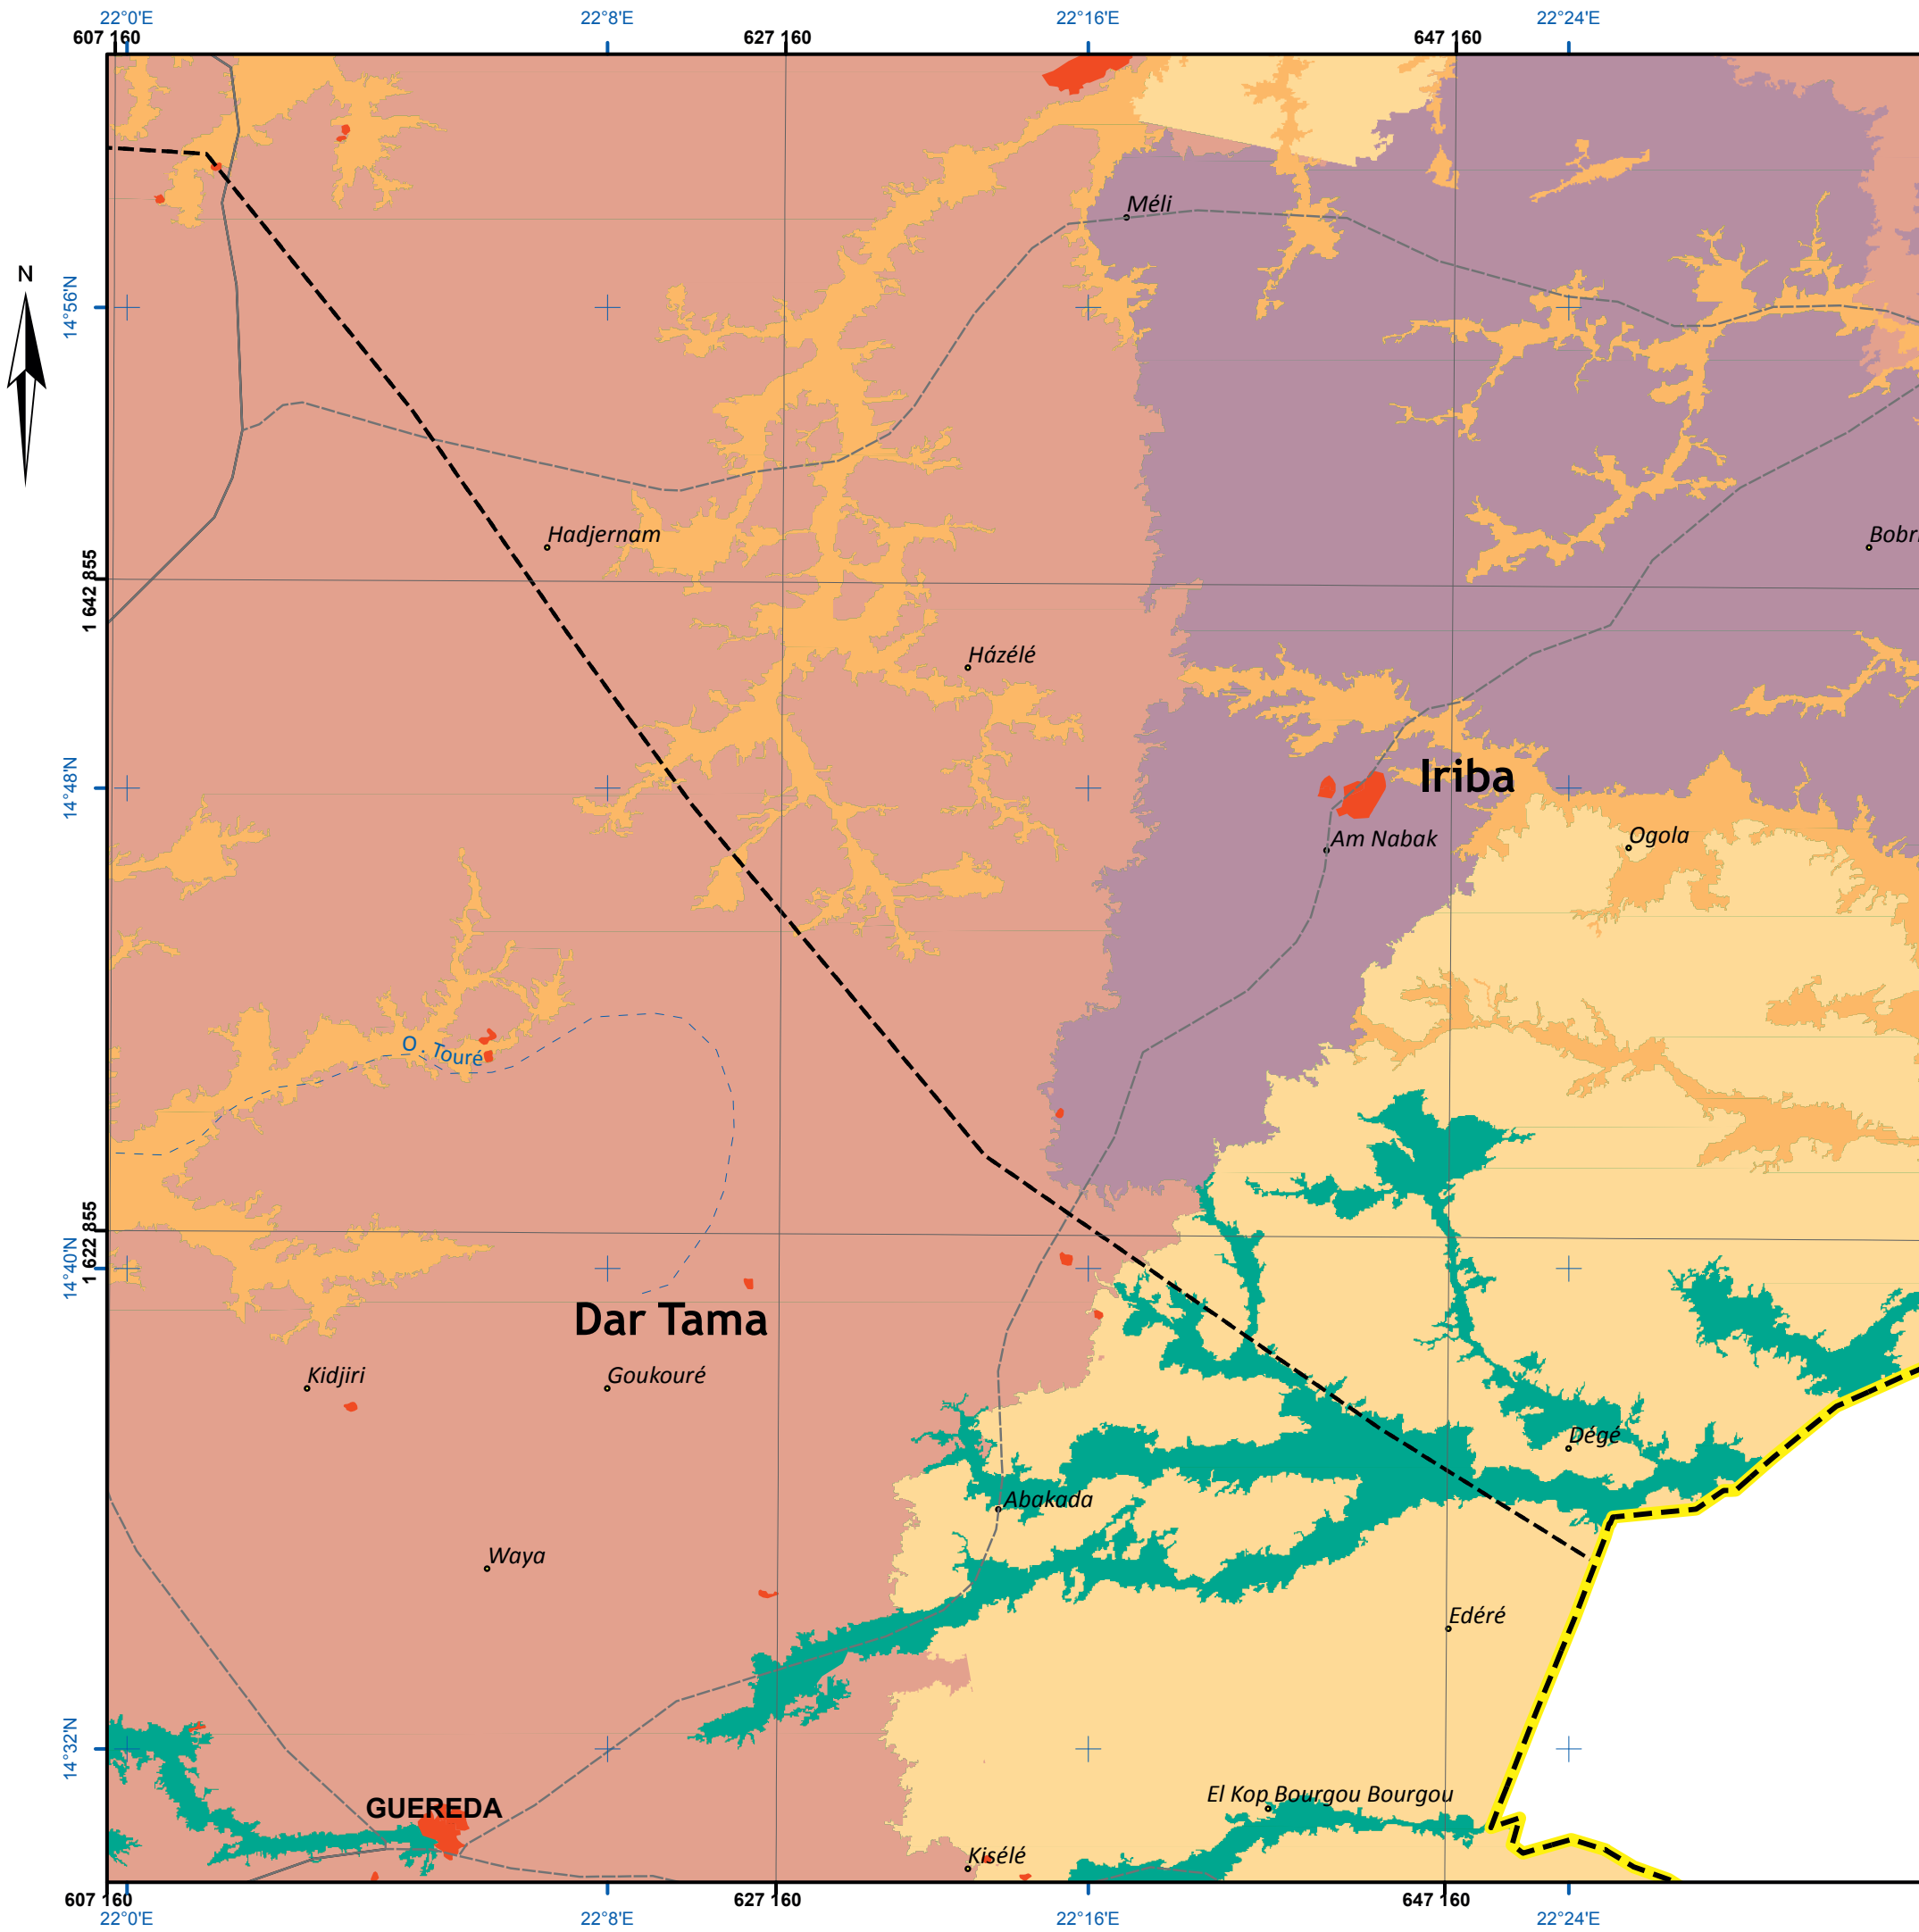 22°0'E 22°8'E 22°16'E 22°24'E
607 160 627 160 647 160
Méli
N
14°56'N
Hadjernam
Bobri
1 642 855
Házélé
14°48'N
Iriba
Am Nabak
Ogola
O. Touré
1 622 855
14°40'N
Dar Tama
Kidjiri
Goukouré
Dégé
Abakada
Waya
Edéré
14°32'N
El Kop Bourgou Bourgou
GUEREDA
Kisélé
607 160 627 160 647 160
22°0'E 22°8'E 22°16'E 22°24'E